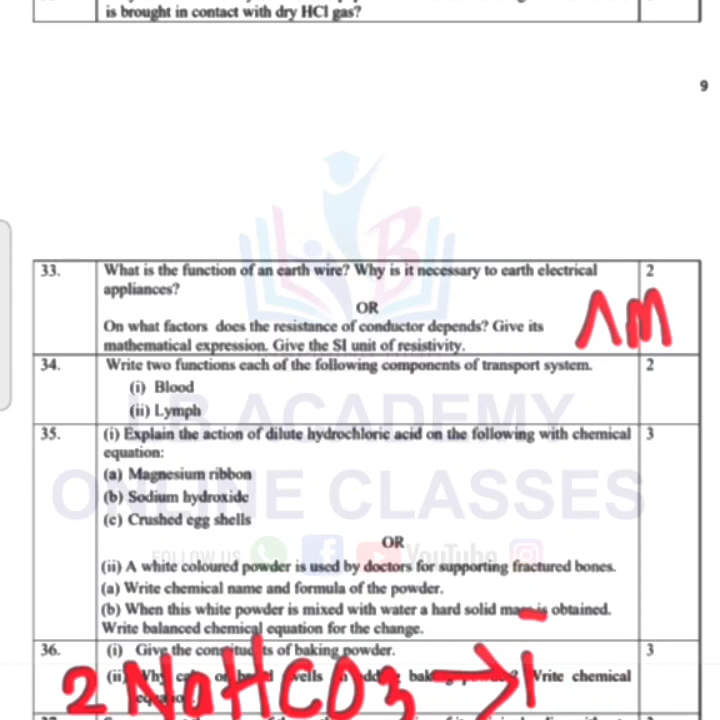 is brought in contact with dry HCl gas?
9
33. What is the function of an earth wire? Why is it necessary to earth electrical 2
appliances?
OR
On what factors does the resistance of conductor depends? Give its
mathematical expression. Give the SI unit of resistivity.
34. Write two functions each of the following components of transport system. 2
(i) Blood
(ii) Lymph
LB ACADEMY
35. (i) Explain the action of dilute hydrochloric acid on the following with chemical 3
equation:
(a) Magnesium ribbon
(b) Sodium hydroxide
ONLINE CLASSES
(c) Crushed egg shells
OR
FOLLOW US YouTube
(ii) A white coloured powder is used by doctors for supporting fractured bones.
(a) Write chemical name and formula of the powder.
(b) When this white powder is mixed with water a hard solid mass is obtained.
Write balanced chemical equation for the change.
36. (i) Give the constituents of baking powder. 3
(ii) Why Write chemical
2NaHCO3 →